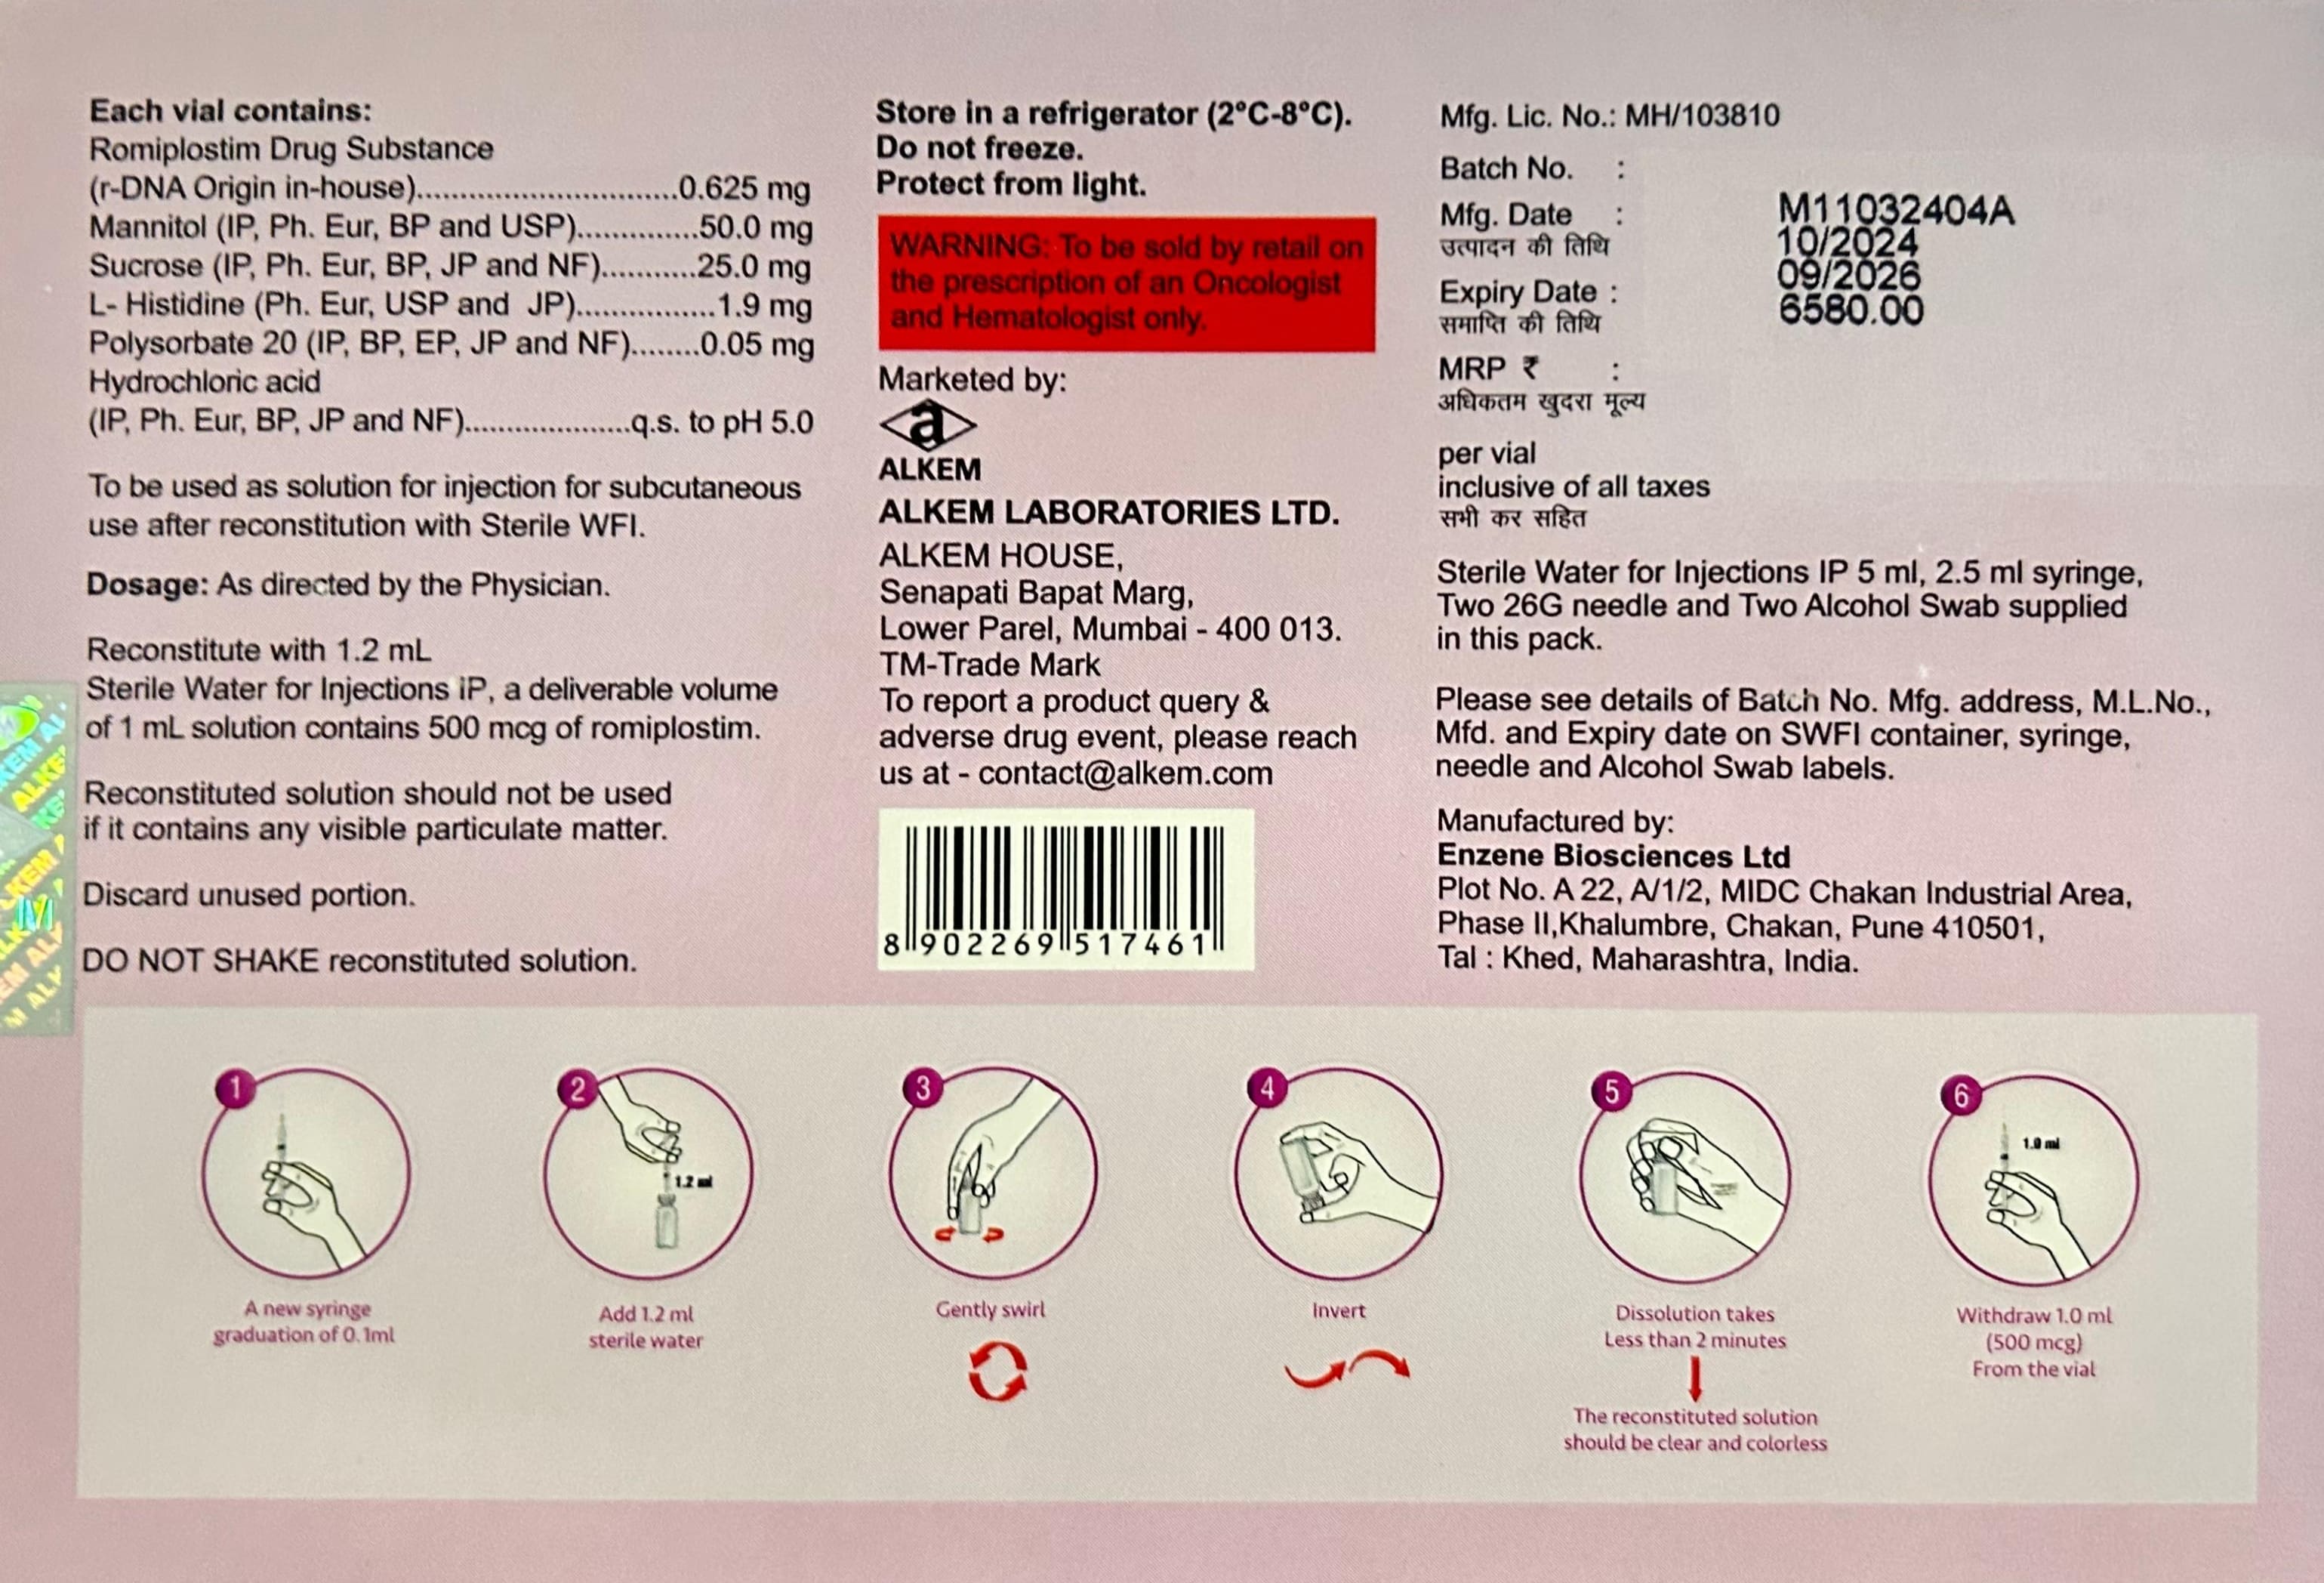 Each vial contains:
Romiplostim Drug Substance
(r-DNA Origin in-house)..............................0.625 mg
Mannitol (IP, Ph. Eur, BP and USP)..............50.0 mg
Sucrose (IP, Ph. Eur, BP, JP and NF)...........25.0 mg
L- Histidine (Ph. Eur, USP and JP)................1.9 mg
Polysorbate 20 (IP, BP, EP, JP and NF)........0.05 mg
Hydrochloric acid
(IP, Ph. Eur, BP, JP and NF)...................q.s. to pH 5.0
To be used as solution for injection for subcutaneous
use after reconstitution with Sterile WFI.
Dosage: As directed by the Physician.
Reconstitute with 1.2 mL
Sterile Water for Injections IP, a deliverable volume
of 1 mL solution contains 500 mcg of romiplostim.
Reconstituted solution should not be used
if it contains any visible particulate matter.
Discard unused portion.
DO NOT SHAKE reconstituted solution.
Store in a refrigerator (2°C-8°C).
Do not freeze.
Protect from light.
WARNING: To be sold by retail on
the prescription of an Oncologist
and Hematologist only.
Marketed by:
a
ALKEM
ALKEM LABORATORIES LTD.
ALKEM HOUSE,
Senapati Bapat Marg,
Lower Parel, Mumbai - 400 013.
TM-Trade Mark
To report a product query &
adverse drug event, please reach
us at - contact@alkem.com
8 902269 517461
Mfg. Lic. No.: MH/103810
Batch No. :
Mfg. Date :
उत्पादन की तिथि
Expiry Date :
समाप्ति की तिथि
MRP ₹ :
अधिकतम खुदरा मूल्य
M11032404A
10/2024
09/2026
6580.00
per vial
inclusive of all taxes
सभी कर सहित
Sterile Water for Injections IP 5 ml, 2.5 ml syringe,
Two 26G needle and Two Alcohol Swab supplied
in this pack.
Please see details of Batch No. Mfg. address, M.L.No.,
Mfd. and Expiry date on SWFI container, syringe,
needle and Alcohol Swab labels.
Manufactured by:
Enzene Biosciences Ltd
Plot No. A 22, A/1/2, MIDC Chakan Industrial Area,
Phase II,Khalumbre, Chakan, Pune 410501,
Tal : Khed, Maharashtra, India.
1
A new syringe
graduation of 0.1ml
2
1.2 ml
Add 1.2 ml
sterile water
3
Gently swirl
4
Invert
5
Dissolution takes
Less than 2 minutes
The reconstituted solution
should be clear and colorless
6
1.0 ml
Withdraw 1.0 ml
(500 mcg)
From the vial